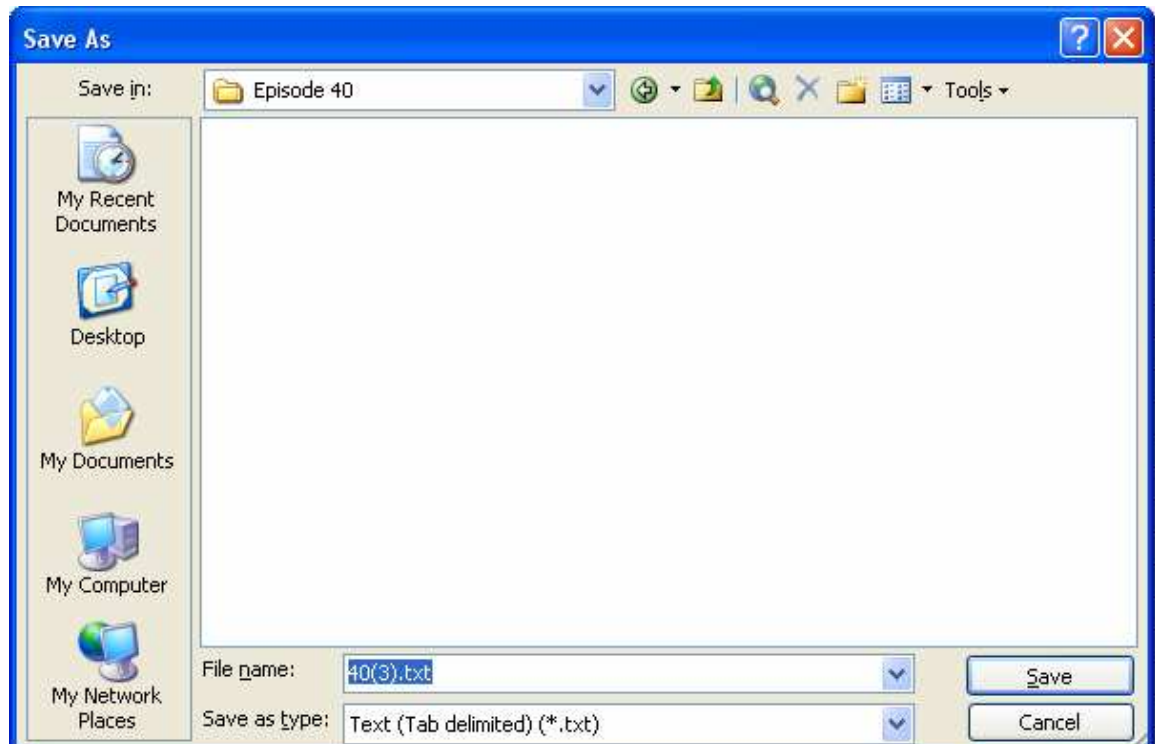 Save As
Save in:
Episode 40
Tools
My Recent
Documents
Desktop
My Documents
My Computer
My Network
Places
File name:
40(3).txt
Save
Save as type:
Text (Tab delimited) (*.txt)
Cancel